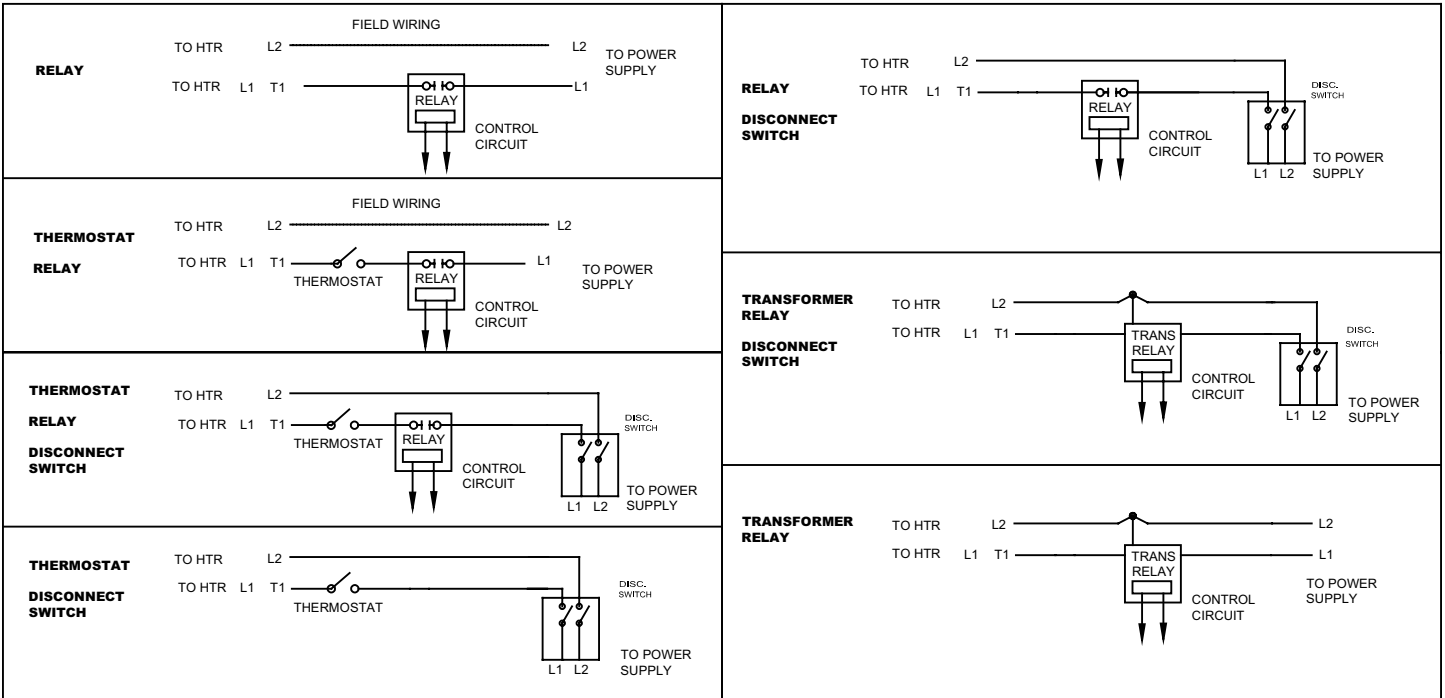 FIELD WIRING
RELAY
TO HTR L2 L2
TO POWER
SUPPLY
TO HTR L1 T1 L1
RELAY
CONTROL
CIRCUIT
FIELD WIRING
THERMOSTAT
RELAY
TO HTR L2 L2
TO HTR L1 T1 L1
THERMOSTAT
RELAY
TO POWER
SUPPLY
CONTROL
CIRCUIT
THERMOSTAT
RELAY
DISCONNECT
SWITCH
TO HTR L2
TO HTR L1 T1
THERMOSTAT
RELAY
DISC.
SWITCH
CONTROL
CIRCUIT
TO POWER
SUPPLY
L1 L2
THERMOSTAT
DISCONNECT
SWITCH
TO HTR L2
TO HTR L1 T1
THERMOSTAT
DISC.
SWITCH
TO POWER
SUPPLY
L1 L2
RELAY
DISCONNECT
SWITCH
TO HTR L2
TO HTR L1 T1
RELAY
DISC.
SWITCH
CONTROL
CIRCUIT
TO POWER
SUPPLY
L1 L2
TRANSFORMER
RELAY
DISCONNECT
SWITCH
TO HTR L2
TO HTR L1 T1
TRANS
RELAY
DISC.
SWITCH
CONTROL
CIRCUIT
L1 L2
TO POWER
SUPPLY
TRANSFORMER
RELAY
TO HTR L2 L2
TO HTR L1 T1 L1
TRANS
RELAY
TO POWER
SUPPLY
CONTROL
CIRCUIT